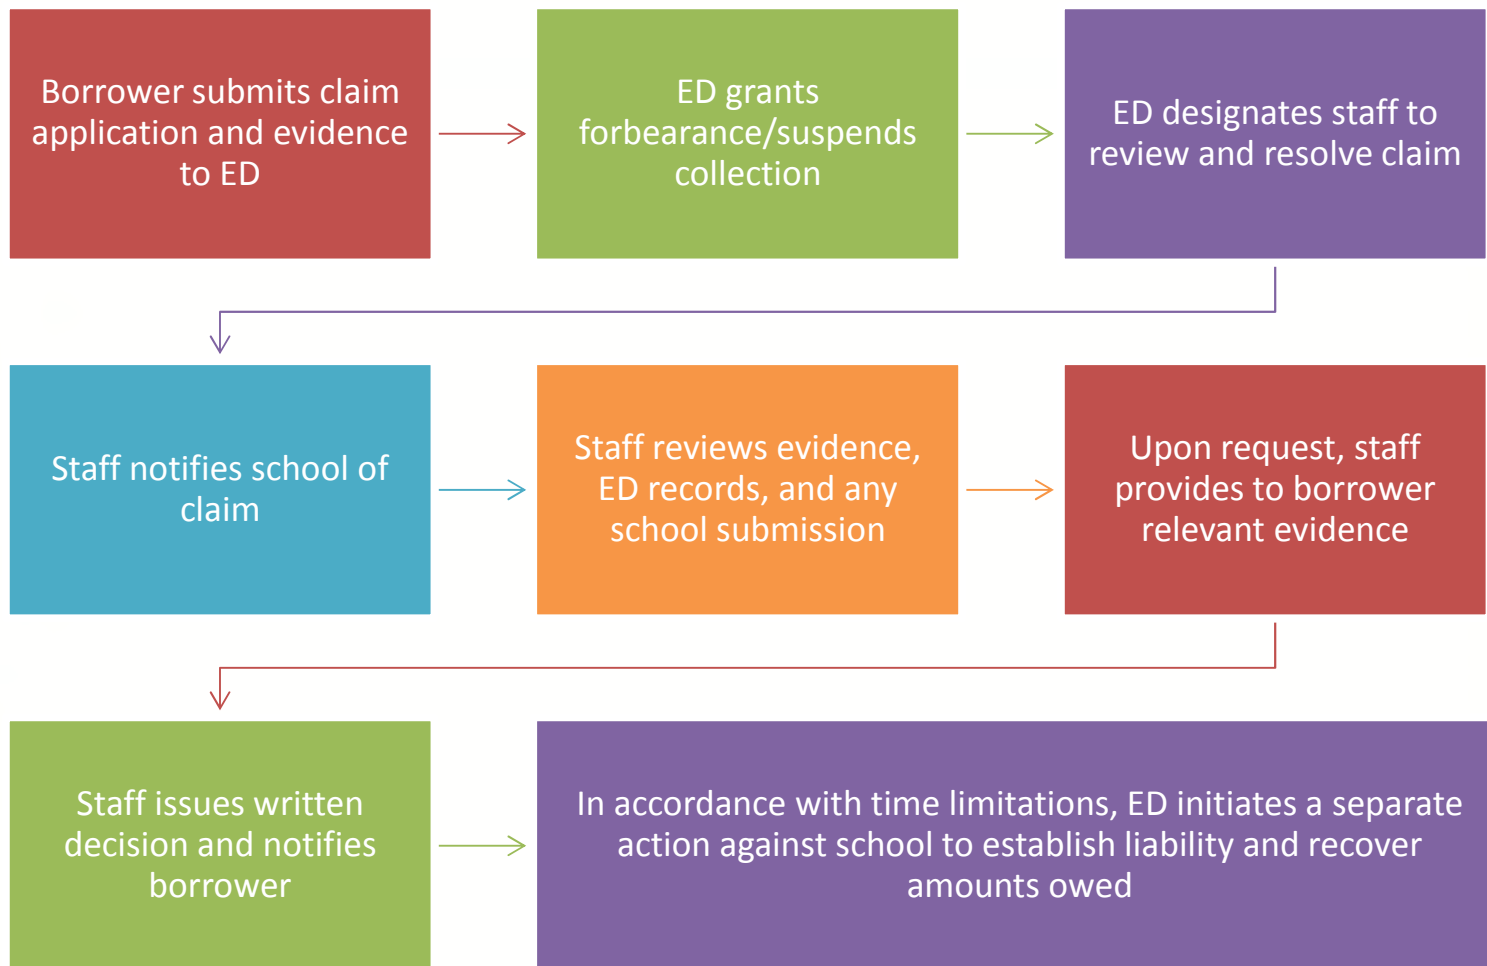 Borrower submits claim
application and evidence
to ED
ED grants
forbearance/suspends
collection
ED designates staff to
review and resolve claim
Staff notifies school of
claim
Staff reviews evidence,
ED records, and any
school submission
Upon request, staff
provides to borrower
relevant evidence
Staff issues written
decision and notifies
borrower
In accordance with time limitations, ED initiates a separate
action against school to establish liability and recover
amounts owed